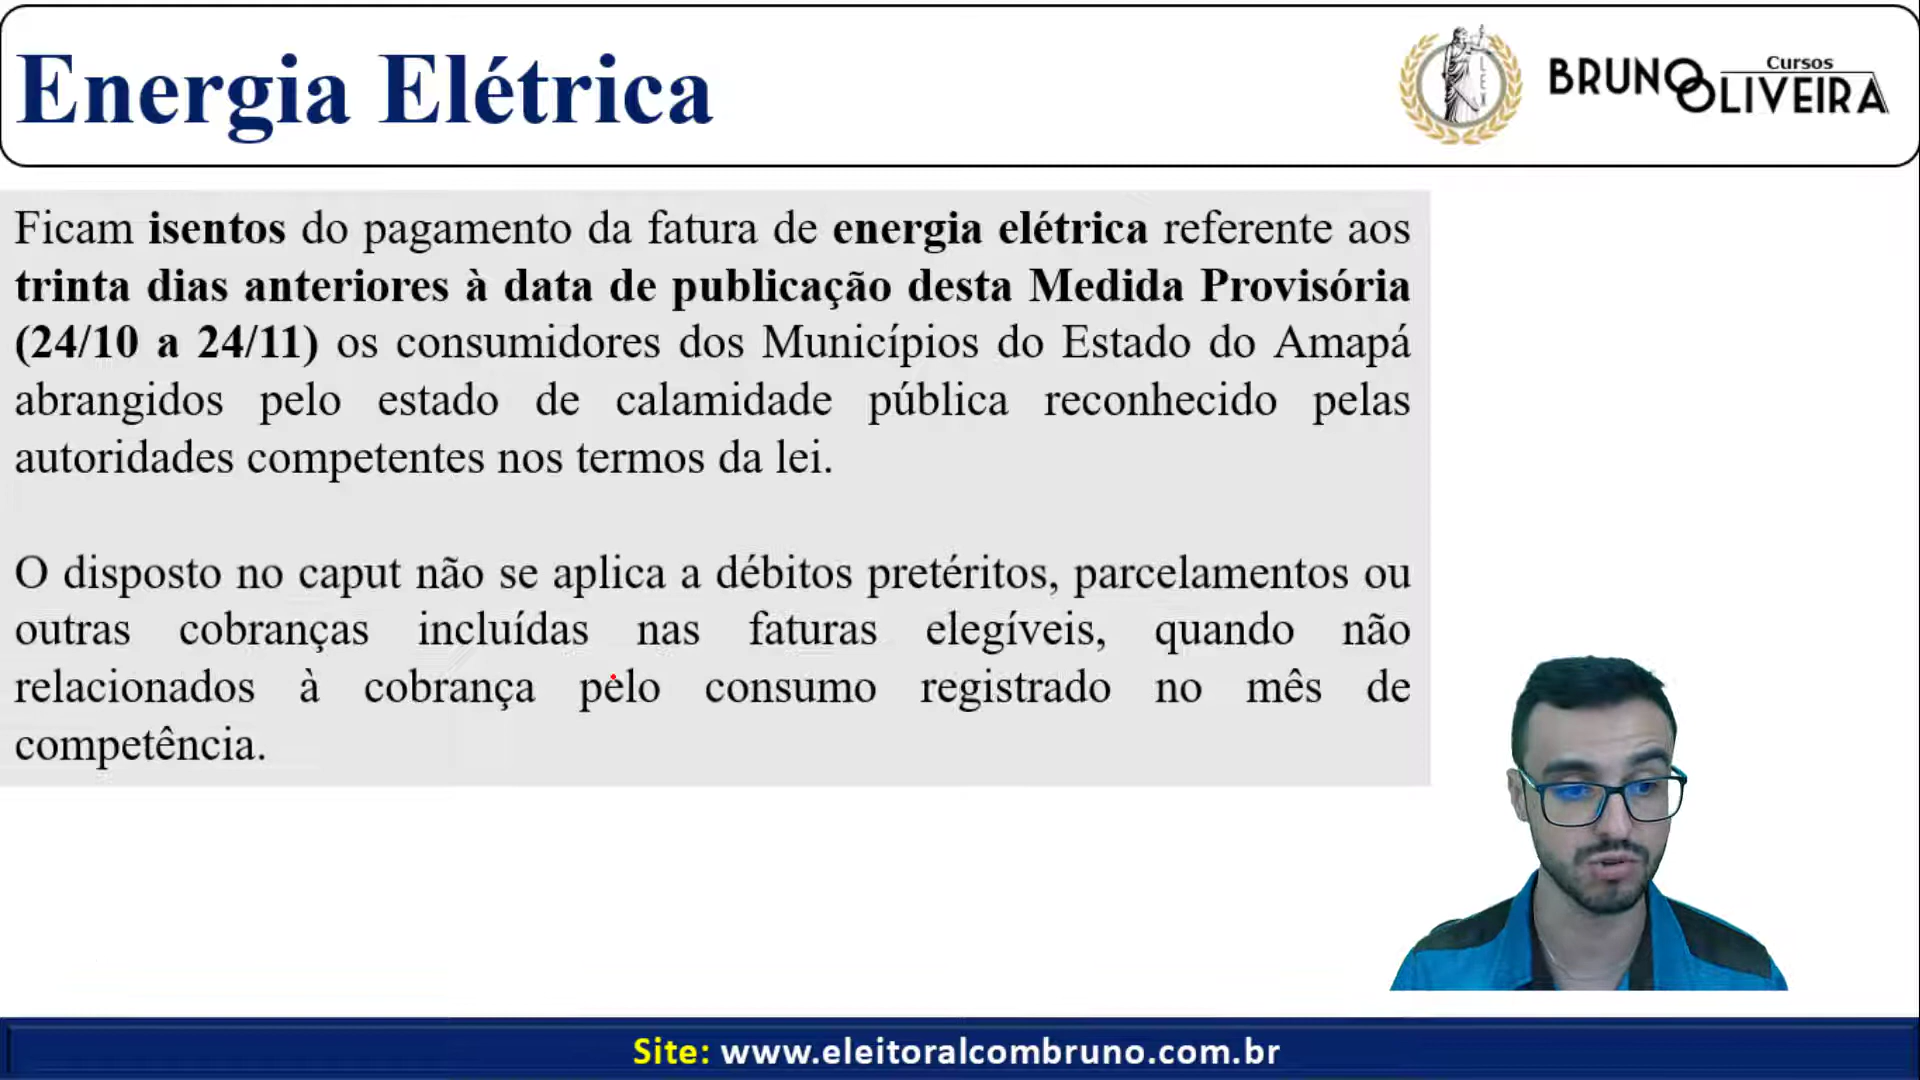 Energia Elétrica
LEX
Cursos
BRUNO OLIVEIRA
Ficam isentos do pagamento da fatura de energia elétrica referente aos
trinta dias anteriores à data de publicação desta Medida Provisória
(24/10 a 24/11) os consumidores dos Municípios do Estado do Amapá
abrangidos pelo estado de calamidade pública reconhecido pelas
autoridades competentes nos termos da lei.
O disposto no caput não se aplica a débitos pretéritos, parcelamentos ou
outras cobranças incluídas nas faturas elegíveis, quando não
relacionados à cobrança pelo consumo registrado no mês de
competência.
Site: www.eleitoralcombruno.com.br